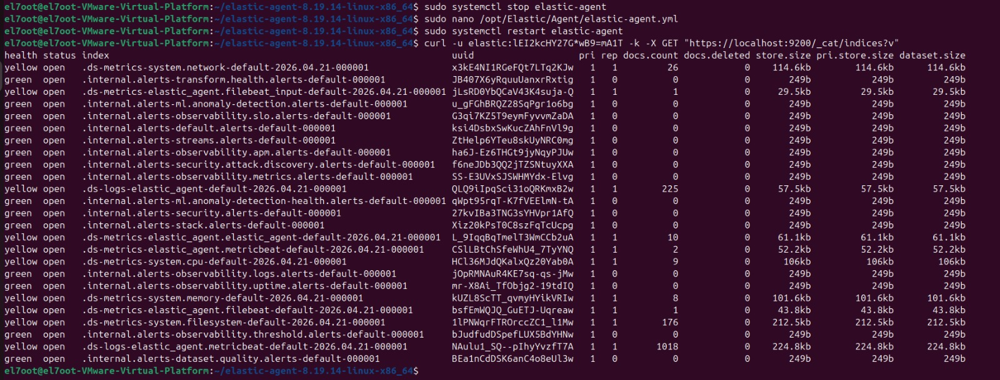 el7oot@el7oot-VMware-Virtual-Platform:~/elastic-agent-8.19.14-linux-x86_64$ sudo systemctl stop elastic-agent
el7oot@el7oot-VMware-Virtual-Platform:~/elastic-agent-8.19.14-linux-x86_64$ sudo nano /opt/Elastic/Agent/elastic-agent.yml
el7oot@el7oot-VMware-Virtual-Platform:~/elastic-agent-8.19.14-linux-x86_64$ sudo systemctl restart elastic-agent
el7oot@el7oot-VMware-Virtual-Platform:~/elastic-agent-8.19.14-linux-x86_64$ curl -u elastic:lEI2kcHY27G*wB9=mA1T -k -X GET "https://localhost:9200/_cat/indices?v"
health status index uuid pri rep docs.count docs.deleted store.size pri.store.size dataset.size
yellow open .ds-metrics-system.network-default-2026.04.21-000001 x3kE4NI1RGeFQt7LTq2KJw 1 1 26 0 114.6kb 114.6kb 114.6kb
green open .internal.alerts-transform.health.alerts-default-000001 JB407X6yRquuUanxrRxtig 1 0 0 0 249b 249b 249b
yellow open .ds-metrics-elastic_agent.filebeat_input-default-2026.04.21-000001 jLsRD0YbQCaV43K4suja-Q 1 1 1 0 29.5kb 29.5kb 29.5kb
green open .internal.alerts-ml.anomaly-detection.alerts-default-000001 u_gFGhBRQZ28SqPgr1o6bg 1 0 0 0 249b 249b 249b
green open .internal.alerts-observability.slo.alerts-default-000001 G3qi7KZ5T9eymFyvvmZaDA 1 0 0 0 249b 249b 249b
green open .internal.alerts-default.alerts-default-000001 ksi4DsbxSwKucZAhFnVl9g 1 0 0 0 249b 249b 249b
green open .internal.alerts-streams.alerts-default-000001 ZtHelp6YTeu8skUyNRC0mg 1 0 0 0 249b 249b 249b
green open .internal.alerts-observability.apm.alerts-default-000001 ha6J-Ez6THGt9jyNqyPJUw 1 0 0 0 249b 249b 249b
green open .internal.alerts-security.attack.discovery.alerts-default-000001 f6neJDb3QQ2jTZSNtuyXXA 1 0 0 0 249b 249b 249b
green open .internal.alerts-observability.metrics.alerts-default-000001 SS-E3UVxSJSWHMYdx-Elvg 1 0 0 0 249b 249b 249b
yellow open .ds-logs-elastic_agent-default-2026.04.21-000001 QLQ9iIpqSci31oQRKmxB2w 1 1 225 0 57.5kb 57.5kb 57.5kb
green open .internal.alerts-ml.anomaly-detection-health.alerts-default-000001 qWpt95rqT-K7fVEElmN-tA 1 0 0 0 249b 249b 249b
green open .internal.alerts-security.alerts-default-000001 27kvIBa3TNG3sYHVpr1AfQ 1 0 0 0 249b 249b 249b
green open .internal.alerts-stack.alerts-default-000001 Xiz20kPsT0C8szFqTcUcpg 1 0 0 0 249b 249b 249b
yellow open .ds-metrics-elastic_agent.elastic_agent-default-2026.04.21-000001 L_9IqqBqTmelT3WmCCb2uA 1 1 10 0 61.1kb 61.1kb 61.1kb
yellow open .ds-metrics-elastic_agent.metricbeat-default-2026.04.21-000001 CSlLBtChSfeWhU4_7TyYNQ 1 1 2 0 52.2kb 52.2kb 52.2kb
yellow open .ds-metrics-system.cpu-default-2026.04.21-000001 HCl36MJdQKalxQz20Yab0A 1 1 9 0 106kb 106kb 106kb
green open .internal.alerts-observability.logs.alerts-default-000001 jOpRMNAuR4KE7sq-qs-jMw 1 0 0 0 249b 249b 249b
green open .internal.alerts-observability.uptime.alerts-default-000001 mr-X8Ai_TfObjg2-19tdIQ 1 0 0 0 249b 249b 249b
yellow open .ds-metrics-system.memory-default-2026.04.21-000001 kUZL8ScTT_qvmyHYikVRIw 1 1 8 0 101.6kb 101.6kb 101.6kb
yellow open .ds-metrics-elastic_agent.filebeat-default-2026.04.21-000001 bsfEmWQJQ_GuETJ-Uqreaw 1 1 1 0 43.8kb 43.8kb 43.8kb
yellow open .ds-metrics-system.filesystem-default-2026.04.21-000001 1lPNWqrFTROrccZC1_l1Mw 1 1 176 0 212.5kb 212.5kb 212.5kb
green open .internal.alerts-observability.threshold.alerts-default-000001 bJudfudDSpefLUX5BdYHNw 1 0 0 0 249b 249b 249b
yellow open .ds-logs-elastic_agent.metricbeat-default-2026.04.21-000001 NAulu1_SQ--pIhyYvzfT7A 1 1 1018 0 224.8kb 224.8kb 224.8kb
green open .internal.alerts-dataset.quality.alerts-default-000001 BEa1nCdDSK6anC4o8eUl3w 1 0 0 0 249b 249b 249b
el7oot@el7oot-VMware-Virtual-Platform:~/elastic-agent-8.19.14-linux-x86_64$